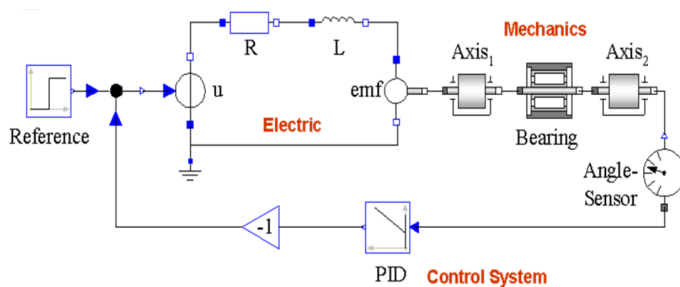 Mechanics
R
L
Axis1
Axis2
u
emf
Reference
Electric
Bearing
Angle-
Sensor
-1
PID
Control System